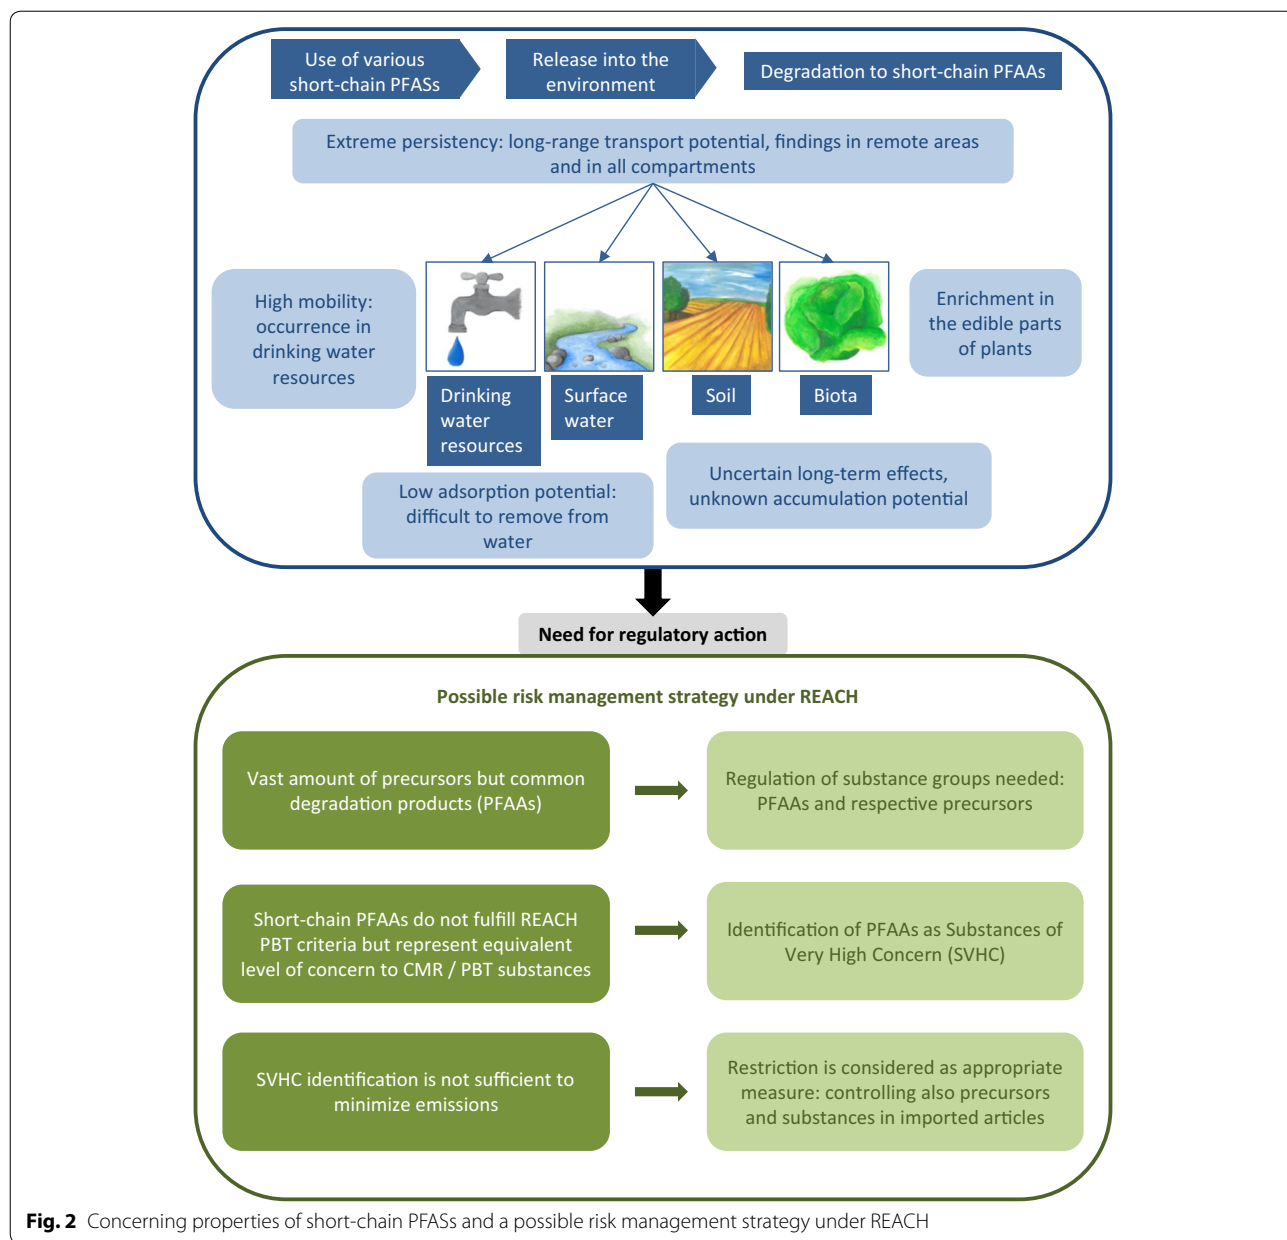 Use of various
short-chain PFASs
Release into the
environment
Degradation to short-chain PFAAs
Extreme persistency: long-range transport potential, findings in remote areas
and in all compartments
High mobility:
occurrence in
drinking water
resources
Enrichment in
the edible parts
of plants
Drinking
water
resources
Surface
water
Soil
Biota
Low adsorption potential:
difficult to remove from
water
Uncertain long-term effects,
unknown accumulation potential
Need for regulatory action
Possible risk management strategy under REACH
Vast amount of precursors but common
degradation products (PFAAs)
Regulation of substance groups needed:
PFAAs and respective precursors
Short-chain PFAAs do not fulfill REACH
PBT criteria but represent equivalent
level of concern to CMR / PBT substances
Identification of PFAAs as Substances of
Very High Concern (SVHC)
SVHC identification is not sufficient to
minimize emissions
Restriction is considered as appropriate
measure: controlling also precursors
and substances in imported articles
Fig. 2 Concerning properties of short-chain PFASs and a possible risk management strategy under REACH